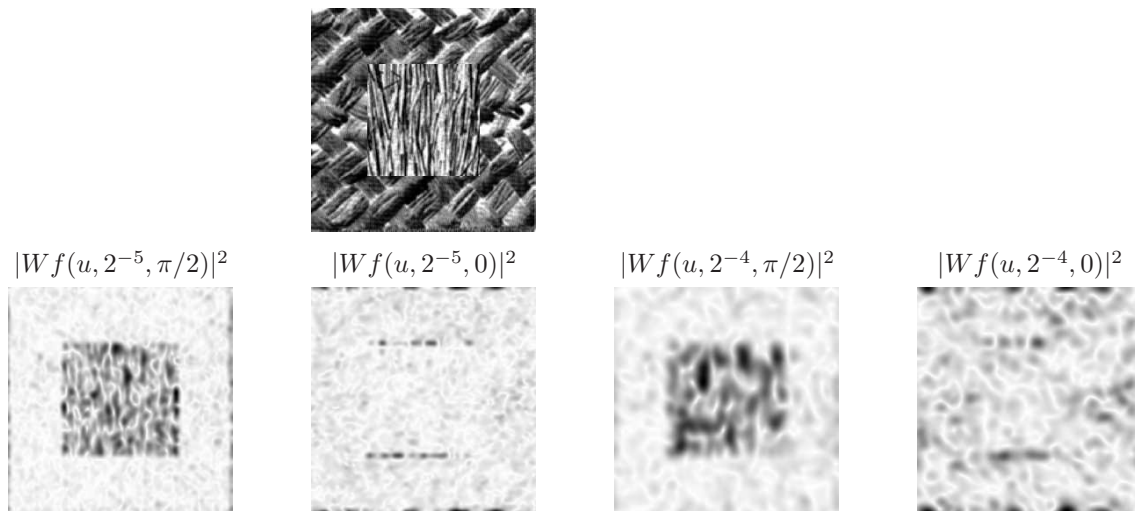 |Wf(u, 2⁻⁵, π/2)|² |Wf(u, 2⁻⁵, 0)|² |Wf(u, 2⁻⁴, π/2)|² |Wf(u, 2⁻⁴, 0)|²